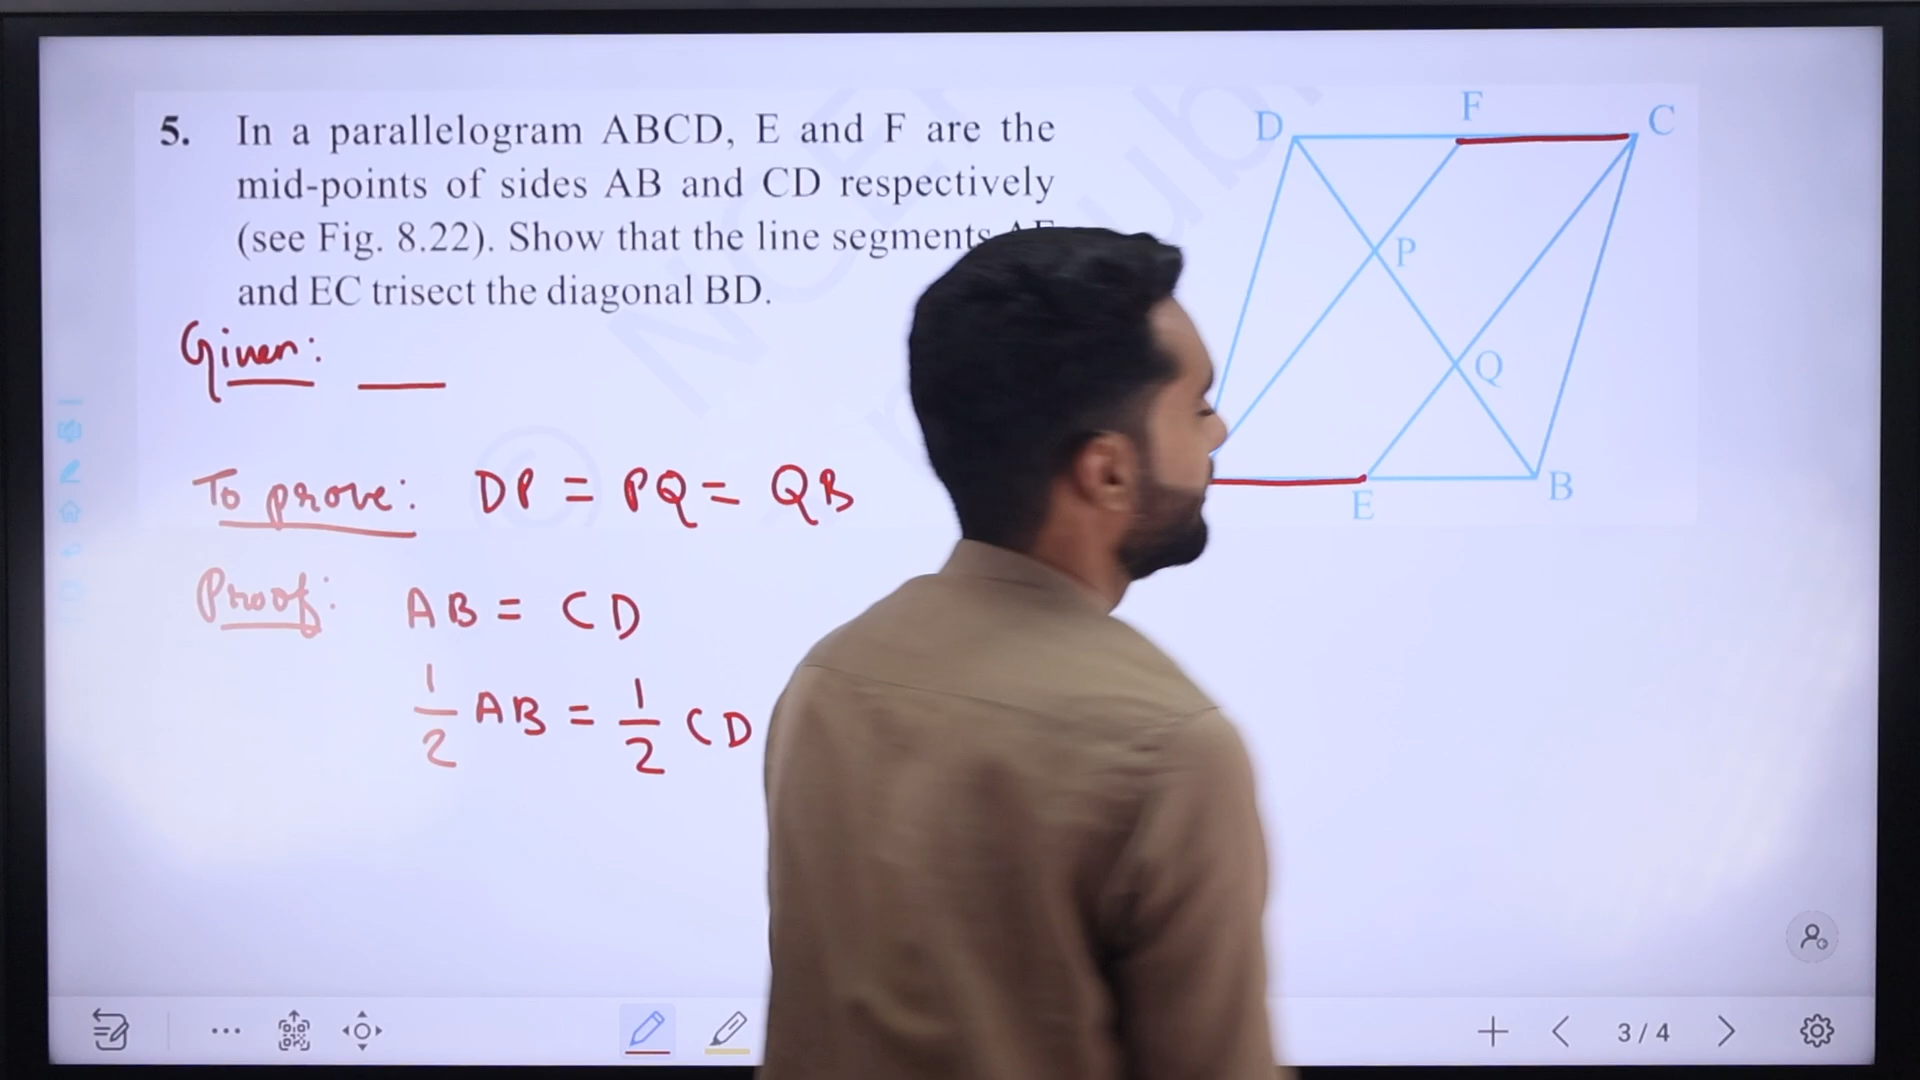 5. In a parallelogram ABCD, E and F are the
mid-points of sides AB and CD respectively
(see Fig. 8.22). Show that the line segments
and EC trisect the diagonal BD.
Given:
To prove: DP = PQ = QB
Proof: AB = CD
1/2 AB = 1/2 CD
D F C
P
Q
E B
3/4